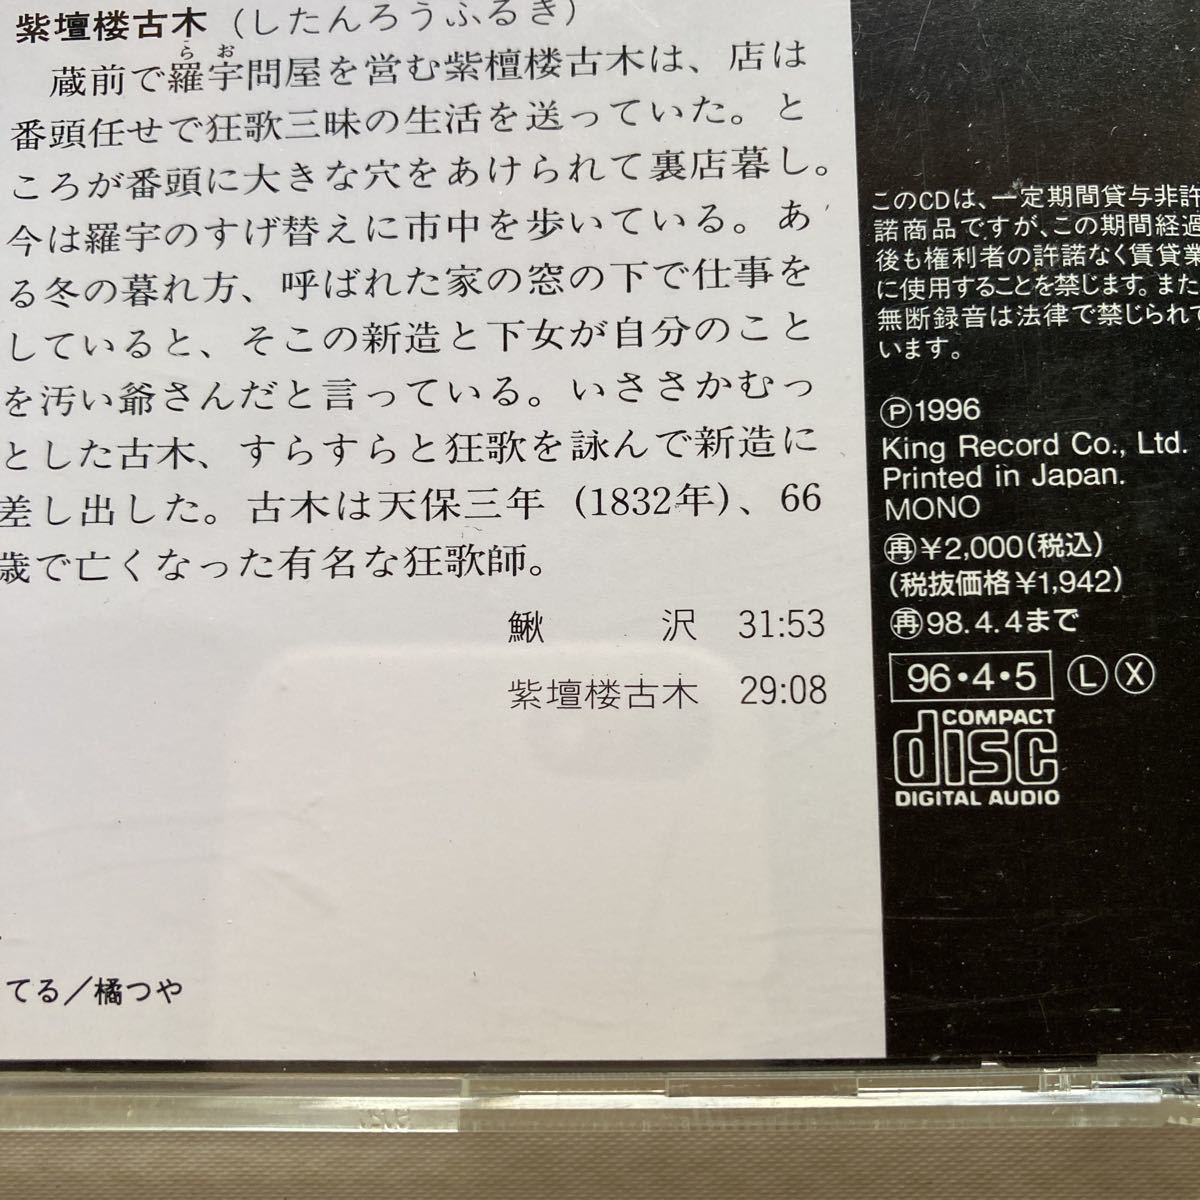 紫壇楼古木（したんろうふるき）
らお
蔵前で羅宇問屋を営む紫檀楼古木は、店は
番頭任せで狂歌三昧の生活を送っていた。と
ころが番頭に大きな穴をあけられて裏店暮し。
今は羅宇のすげ替えに市中を歩いている。あ
る冬の暮れ方、呼ばれた家の窓の下で仕事を
していると、そこの新造と下女が自分のこと
を汚い爺さんだと言っている。いささかむっ
とした古木、すらすらと狂歌を詠んで新造に
差し出した。古木は天保三年（1832年）、66
歳で亡くなった有名な狂歌師。
鰍沢 31:53
紫壇楼古木 29:08
てる／橘つや
このCDは、一定期間貸与非許
諾商品ですが、この期間経過
後も権利者の許諾なく賃貸業
に使用することを禁じます。また
無断録音は法律で禁じられて
います。
Ⓟ1996
King Record Co., Ltd.
Printed in Japan.
MONO
再¥2,000(税込)
(税抜価格¥1,942)
再98.4.4まで
96・4・5 Ⓛ Ⓧ
COMPACT
disc
DIGITAL AUDIO